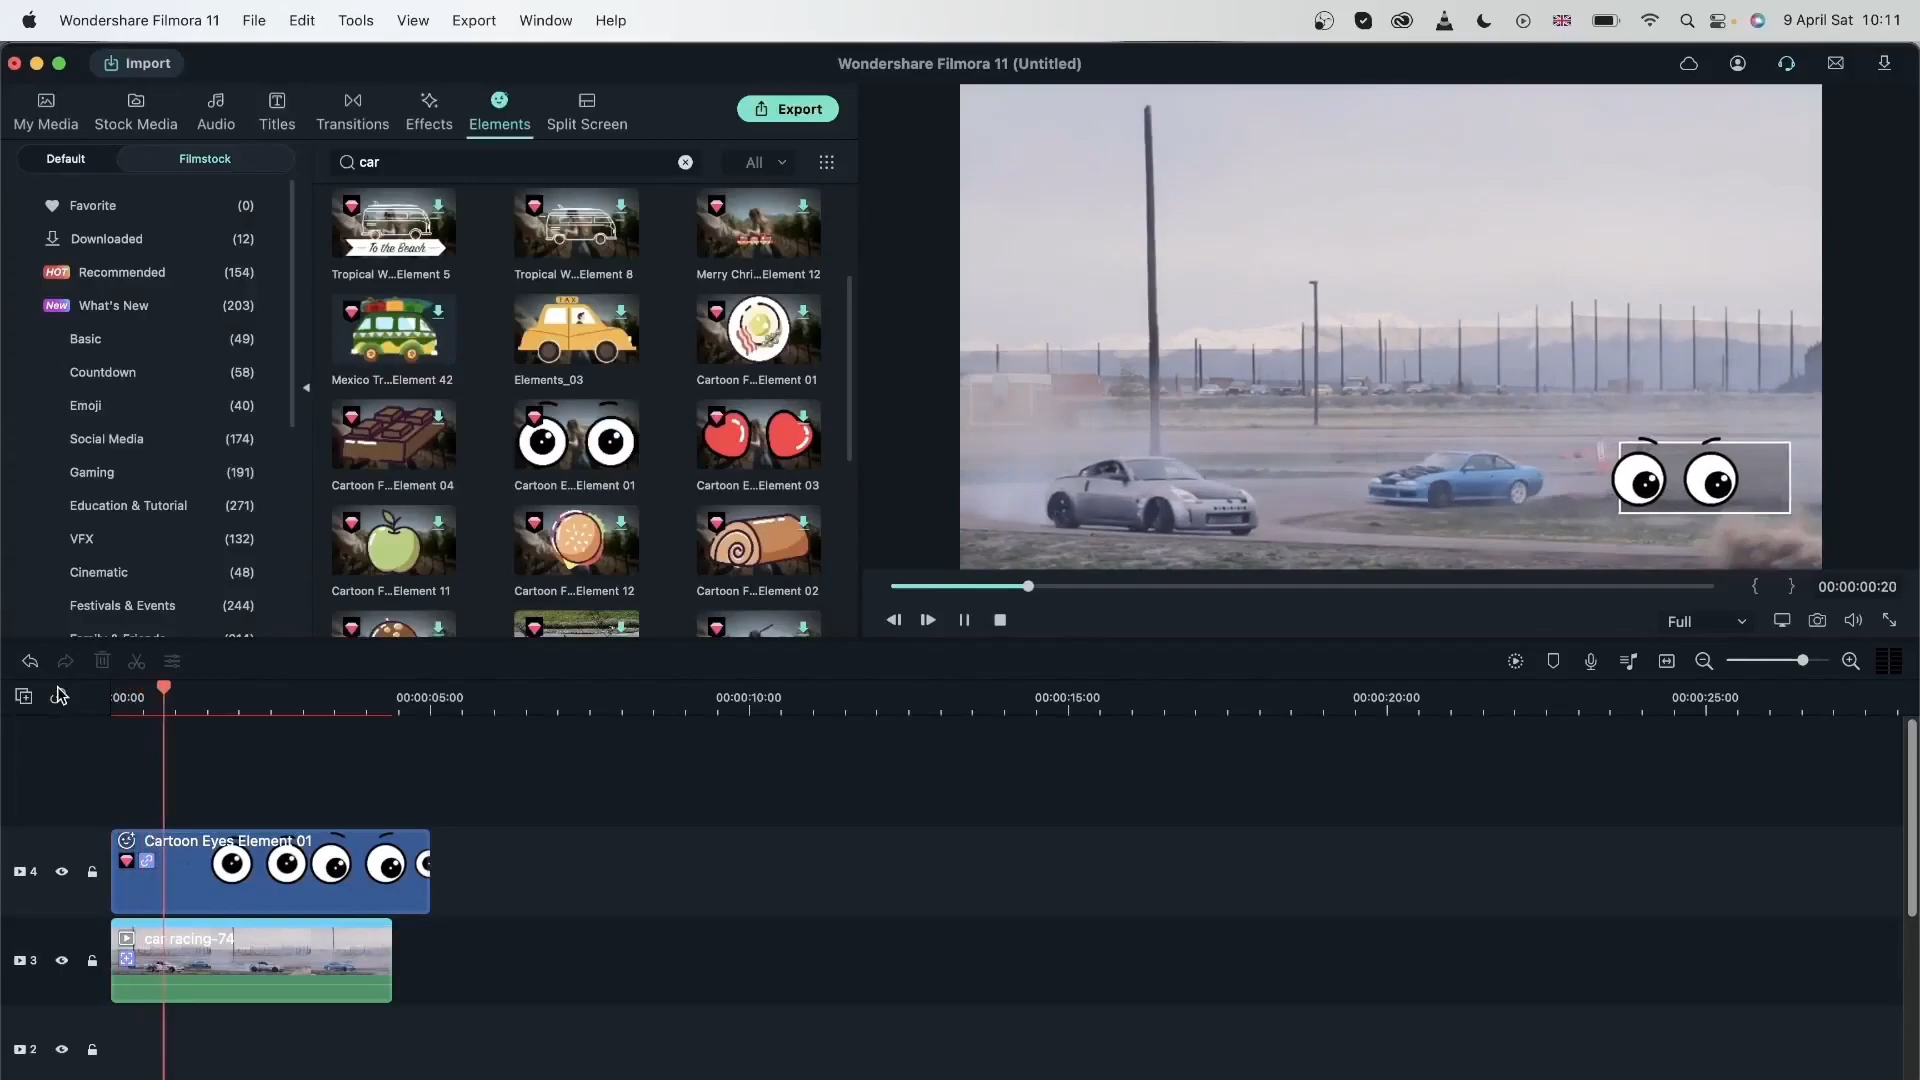 Wondershare Filmora 11 File Edit Tools View Export Window Help 9 April Sat 10:11
Import Wondershare Filmora 11 (Untitled)
My Media Stock Media Audio Titles Transitions Effects Elements Split Screen Export
Default Filmstock car All
Favorite (0)
Downloaded (12)
HOT Recommended (154)
New What's New (203)
Basic (49)
Countdown (58)
Emoji (40)
Social Media (174)
Gaming (191)
Education & Tutorial (271)
VFX (132)
Cinematic (48)
Festivals & Events (244)
To the Beach
Tropical W...Element 5 Tropical W...Element 8 Merry Chri...Element 12
TAXI
Mexico Tr...Element 42 Elements_03 Cartoon F...Element 01
Cartoon F...Element 04 Cartoon E...Element 01 Cartoon E...Element 03
Cartoon F...Element 11 Cartoon F...Element 12 Cartoon F...Element 02
{ } 00:00:00:20
Full
:00:00 00:00:05:00 00:00:10:00 00:00:15:00 00:00:20:00 00:00:25:00
Cartoon Eyes Element 01
4
car racing-74
3
2